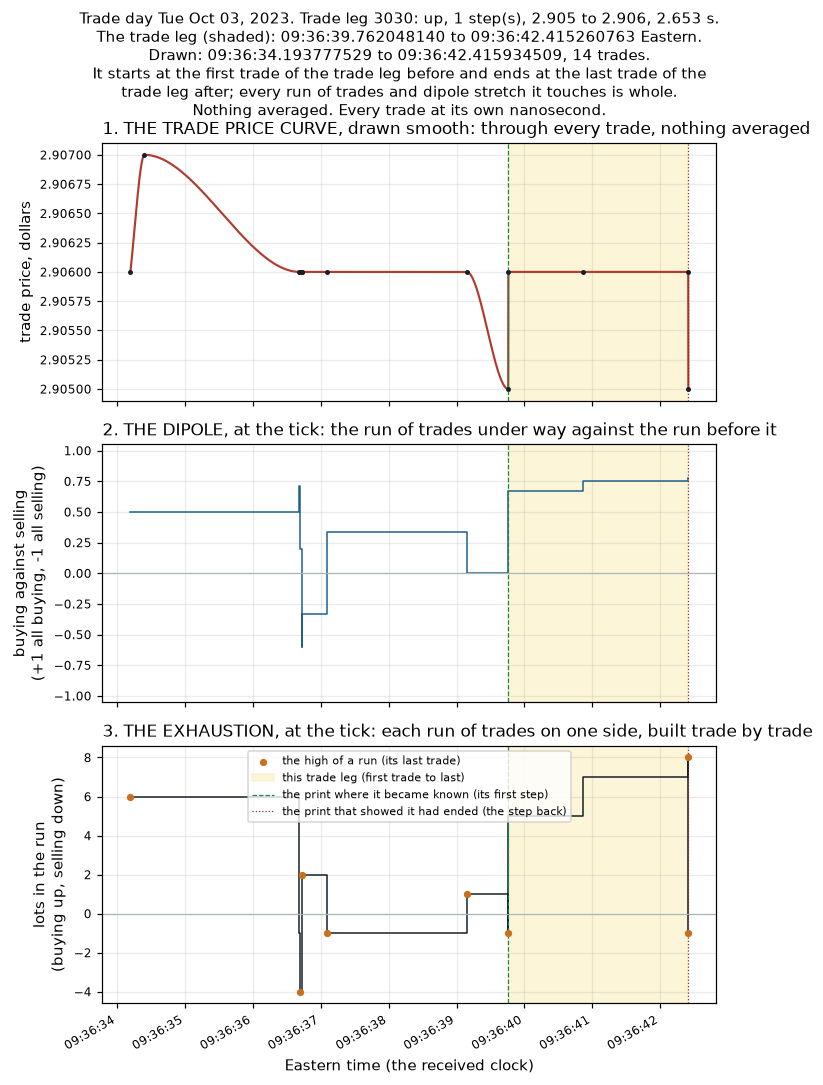 Trade day Tue Oct 03, 2023. Trade leg 3030: up, 1 step(s), 2.905 to 2.906, 2.653 s.
The trade leg (shaded): 09:36:39.762048140 to 09:36:42.415260763 Eastern.
Drawn: 09:36:34.193777529 to 09:36:42.415934509, 14 trades.
It starts at the first trade of the trade leg before and ends at the last trade of the
trade leg after; every run of trades and dipole stretch it touches is whole.
Nothing averaged. Every trade at its own nanosecond.
1. THE TRADE PRICE CURVE, drawn smooth: through every trade, nothing averaged
trade price, dollars
2.90700
2.90675
2.90650
2.90625
2.90600
2.90575
2.90550
2.90525
2.90500
2. THE DIPOLE, at the tick: the run of trades under way against the run before it
buying against selling
(+1 all buying, -1 all selling)
1.00
0.75
0.50
0.25
0.00
−0.25
−0.50
−0.75
−1.00
3. THE EXHAUSTION, at the tick: each run of trades on one side, built trade by trade
lots in the run
(buying up, selling down)
8
6
4
2
0
−2
−4
the high of a run (its last trade)
this trade leg (first trade to last)
the print where it became known (its first step)
the print that showed it had ended (the step back)
09:36:34
09:36:35
09:36:36
09:36:37
09:36:38
09:36:39
09:36:40
09:36:41
09:36:42
Eastern time (the received clock)